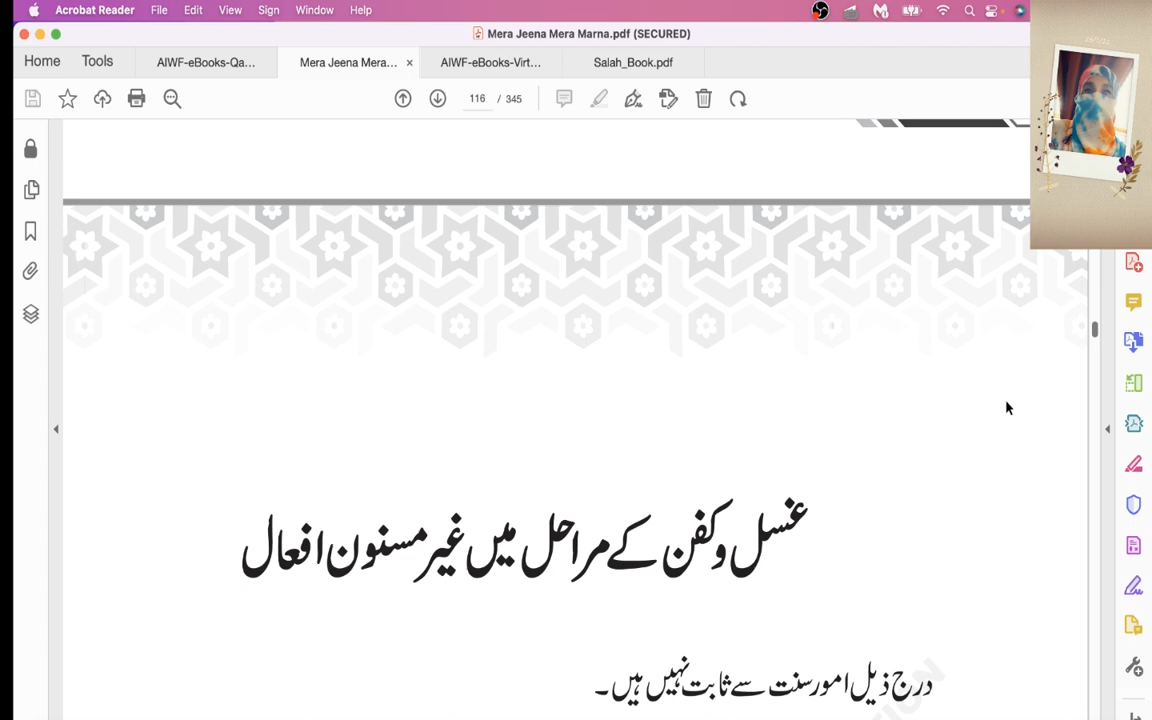 Acrobat Reader File Edit View Sign Window Help
Mera Jeena Mera Marna.pdf (SECURED)
Home Tools AIWF-eBooks-Qa... Mera Jeena Mera... × AIWF-eBooks-Virt... Salah_Book.pdf
116 / 345
غسل و کفن کے مراحل میں غیر مسنون افعال
درج ذیل امور سنت سے ثابت نہیں ہیں۔